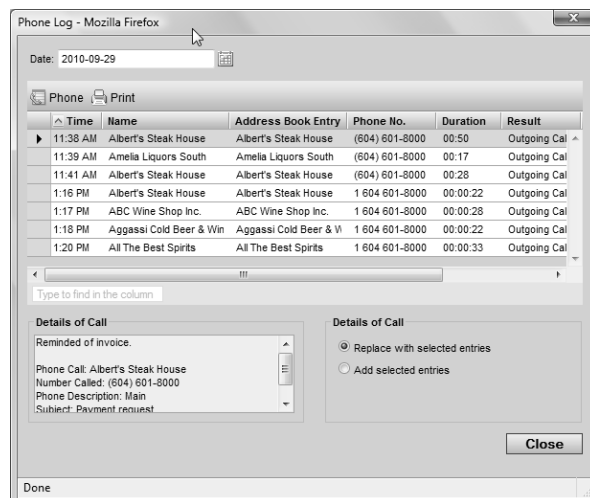 Phone Log - Mozilla Firefox
Date: 2010-09-29
Phone Print
Time Name Address Book Entry Phone No. Duration Result
11:38 AM Albert's Steak House Albert's Steak House (604) 601-8000 00:50 Outgoing Cal
11:39 AM Amelia Liquors South Amelia Liquors South (604) 601-8000 00:17 Outgoing Cal
11:41 AM Albert's Steak House Albert's Steak House (604) 601-8000 00:28 Outgoing Cal
1:16 PM Albert's Steak House Albert's Steak House 1 604 601-8000 00:00:22 Outgoing Cal
1:17 PM ABC Wine Shop Inc. ABC Wine Shop Inc. 1 604 601-8000 00:00:28 Outgoing Cal
1:18 PM Aggassi Cold Beer & Win Aggassi Cold Beer & W 1 604 601-8000 00:00:22 Outgoing Cal
1:20 PM All The Best Spirits All The Best Spirits 1 604 601-8000 00:00:33 Outgoing Cal
Type to find in the column
Details of Call Details of Call
Reminded of invoice.
Replace with selected entries
Phone Call: Albert's Steak House
Add selected entries
Number Called: (604) 601-8000
Phone Description: Main
Subject: Payment request
Close
Done